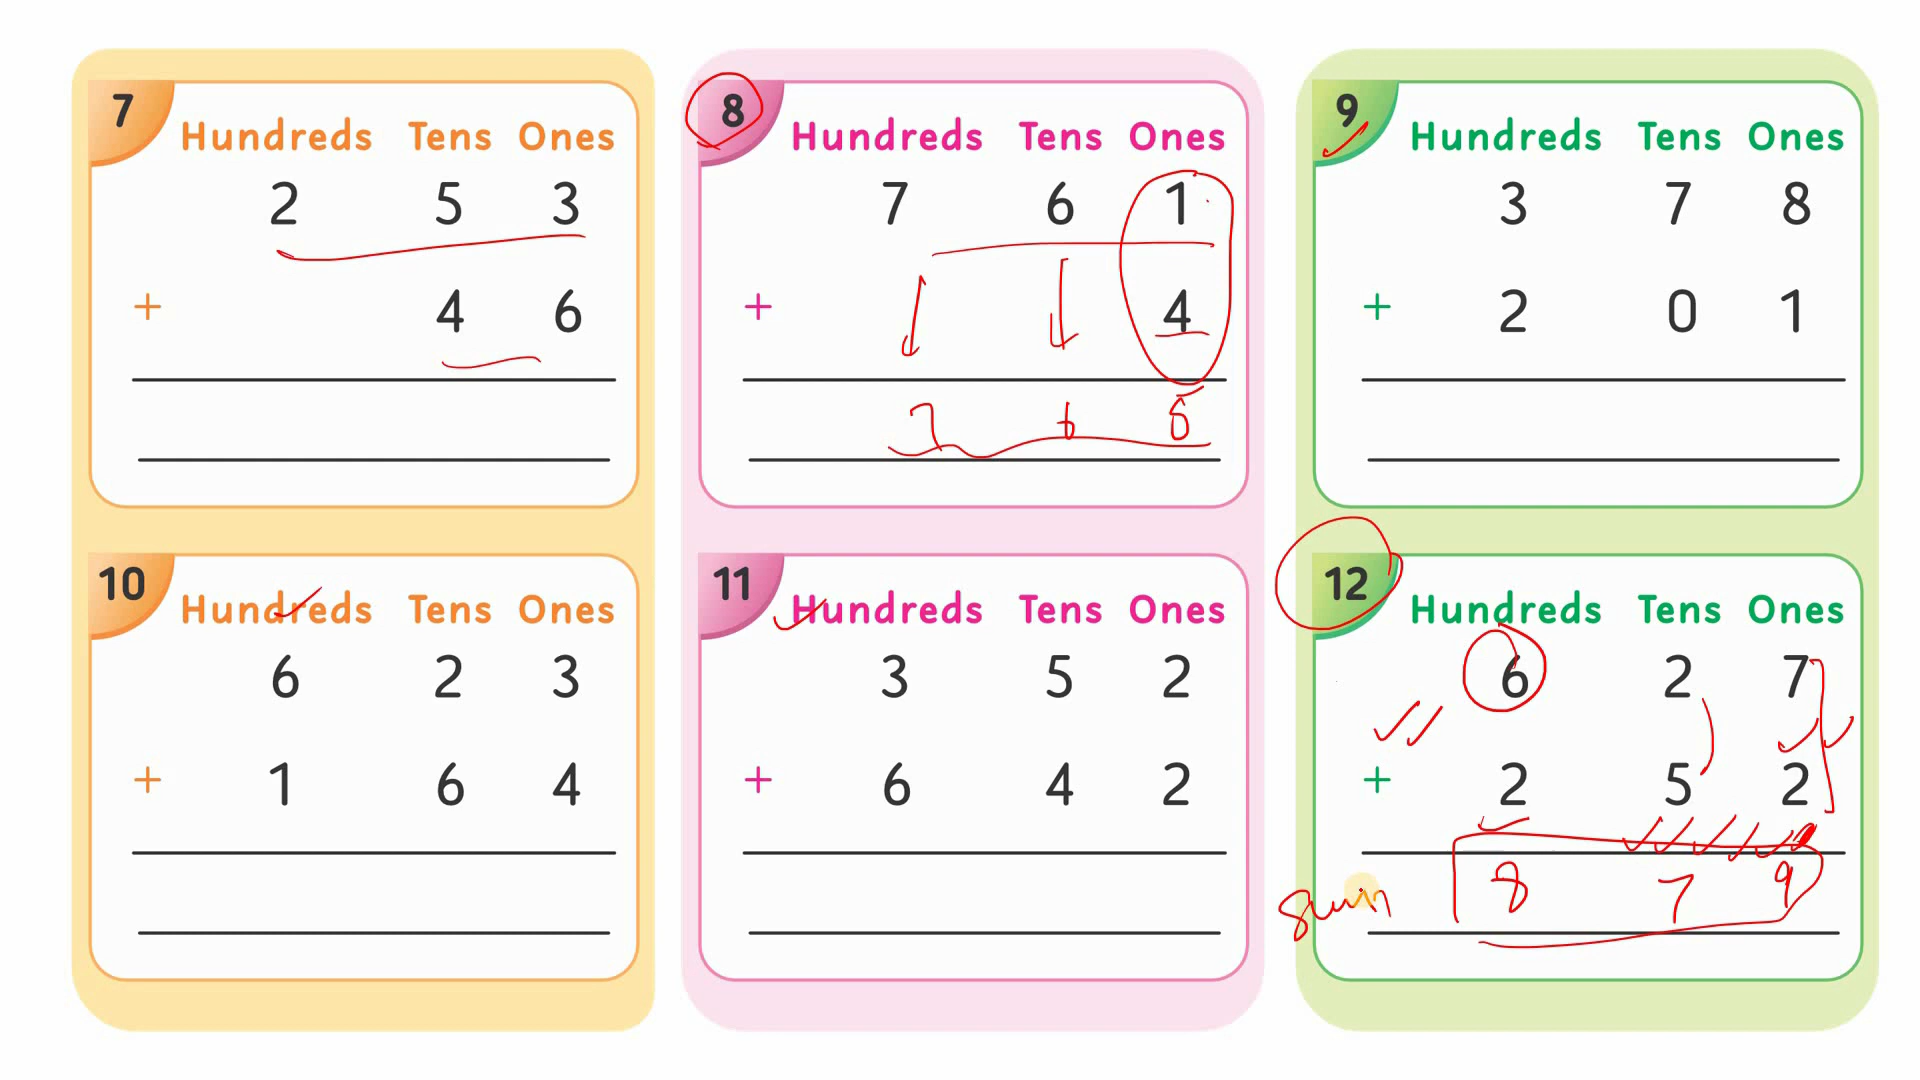 7
Hundreds Tens Ones
2 5 3
+ 4 6
8
Hundreds Tens Ones
7 6 1
+ 4
7 6 5
9
Hundreds Tens Ones
3 7 8
+ 2 0 1
10
Hundreds Tens Ones
6 2 3
+ 1 6 4
11
Hundreds Tens Ones
3 5 2
+ 6 4 2
12
Hundreds Tens Ones
6 2 7
+ 2 5 2
8 7 9